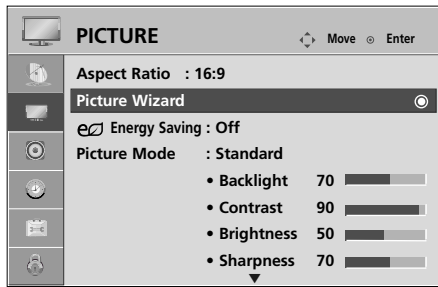 PICTURE Move Enter
Aspect Ratio : 16:9
Picture Wizard
Energy Saving : Off
Picture Mode : Standard
• Backlight 70
• Contrast 90
• Brightness 50
• Sharpness 70